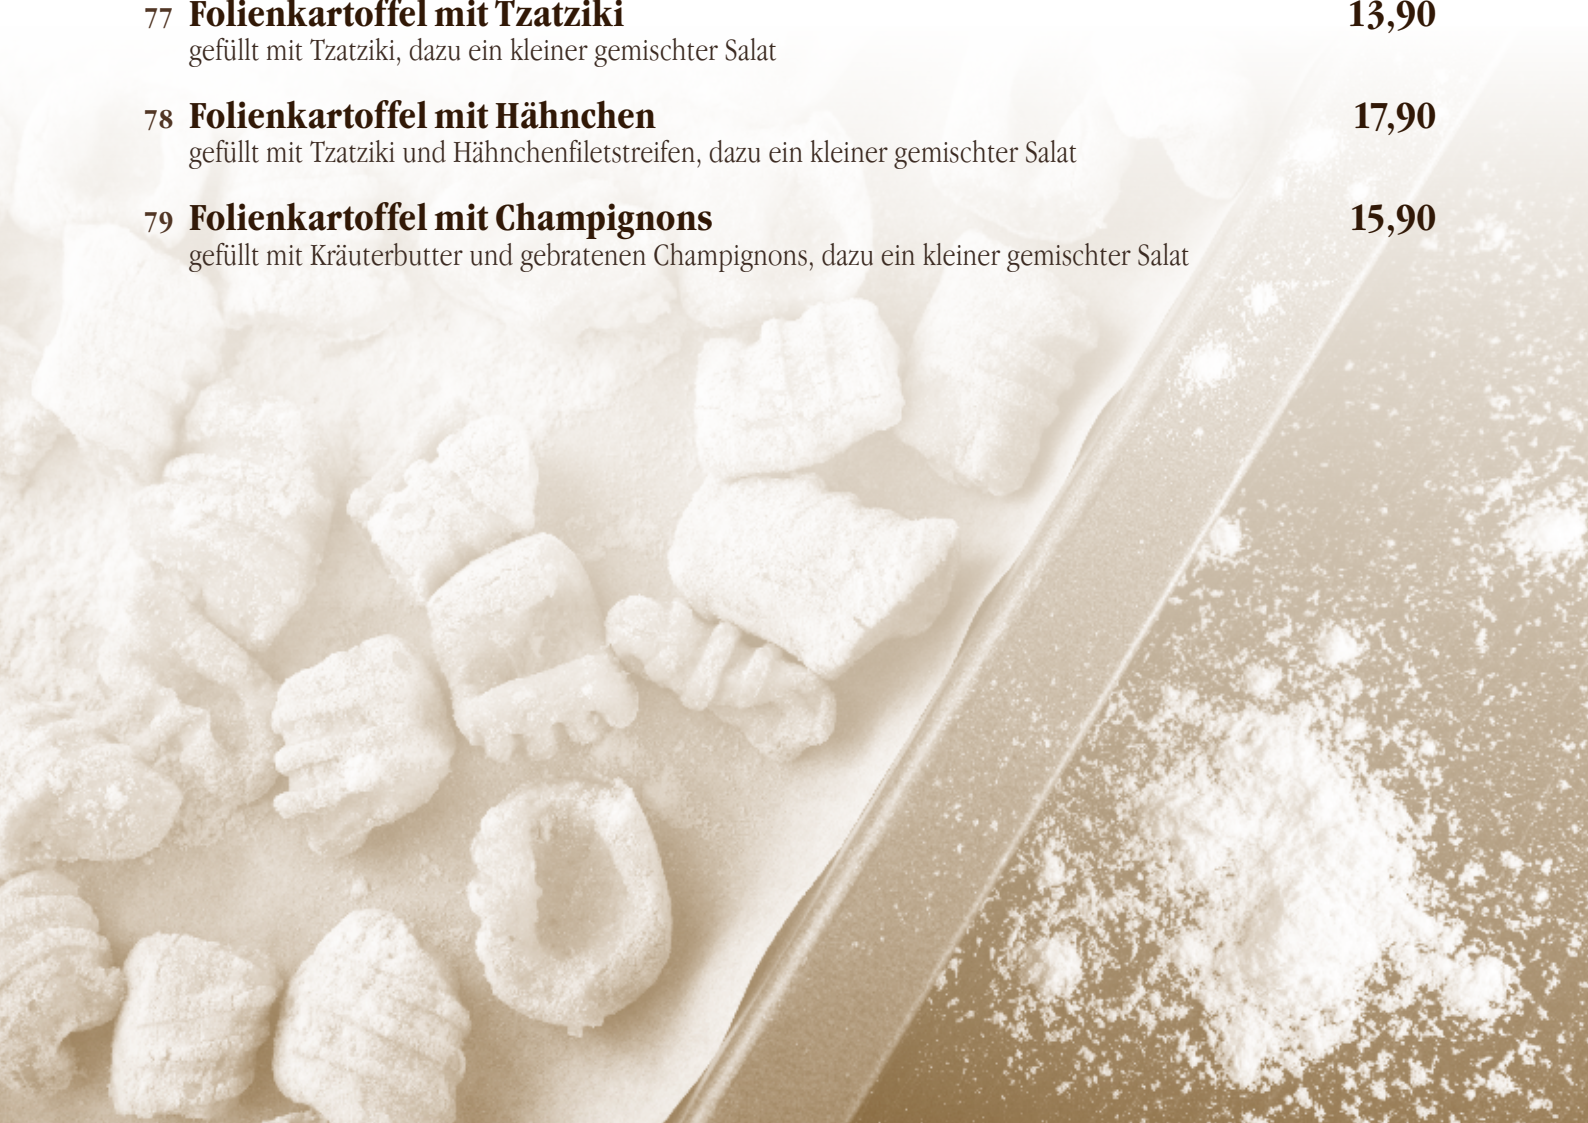 77 Folienkartoffel mit Tzatziki 13,90
gefüllt mit Tzatziki, dazu ein kleiner gemischter Salat
78 Folienkartoffel mit Hähnchen 17,90
gefüllt mit Tzatziki und Hähnchenfiletstreifen, dazu ein kleiner gemischter Salat
79 Folienkartoffel mit Champignons 15,90
gefüllt mit Kräuterbutter und gebratenen Champignons, dazu ein kleiner gemischter Salat